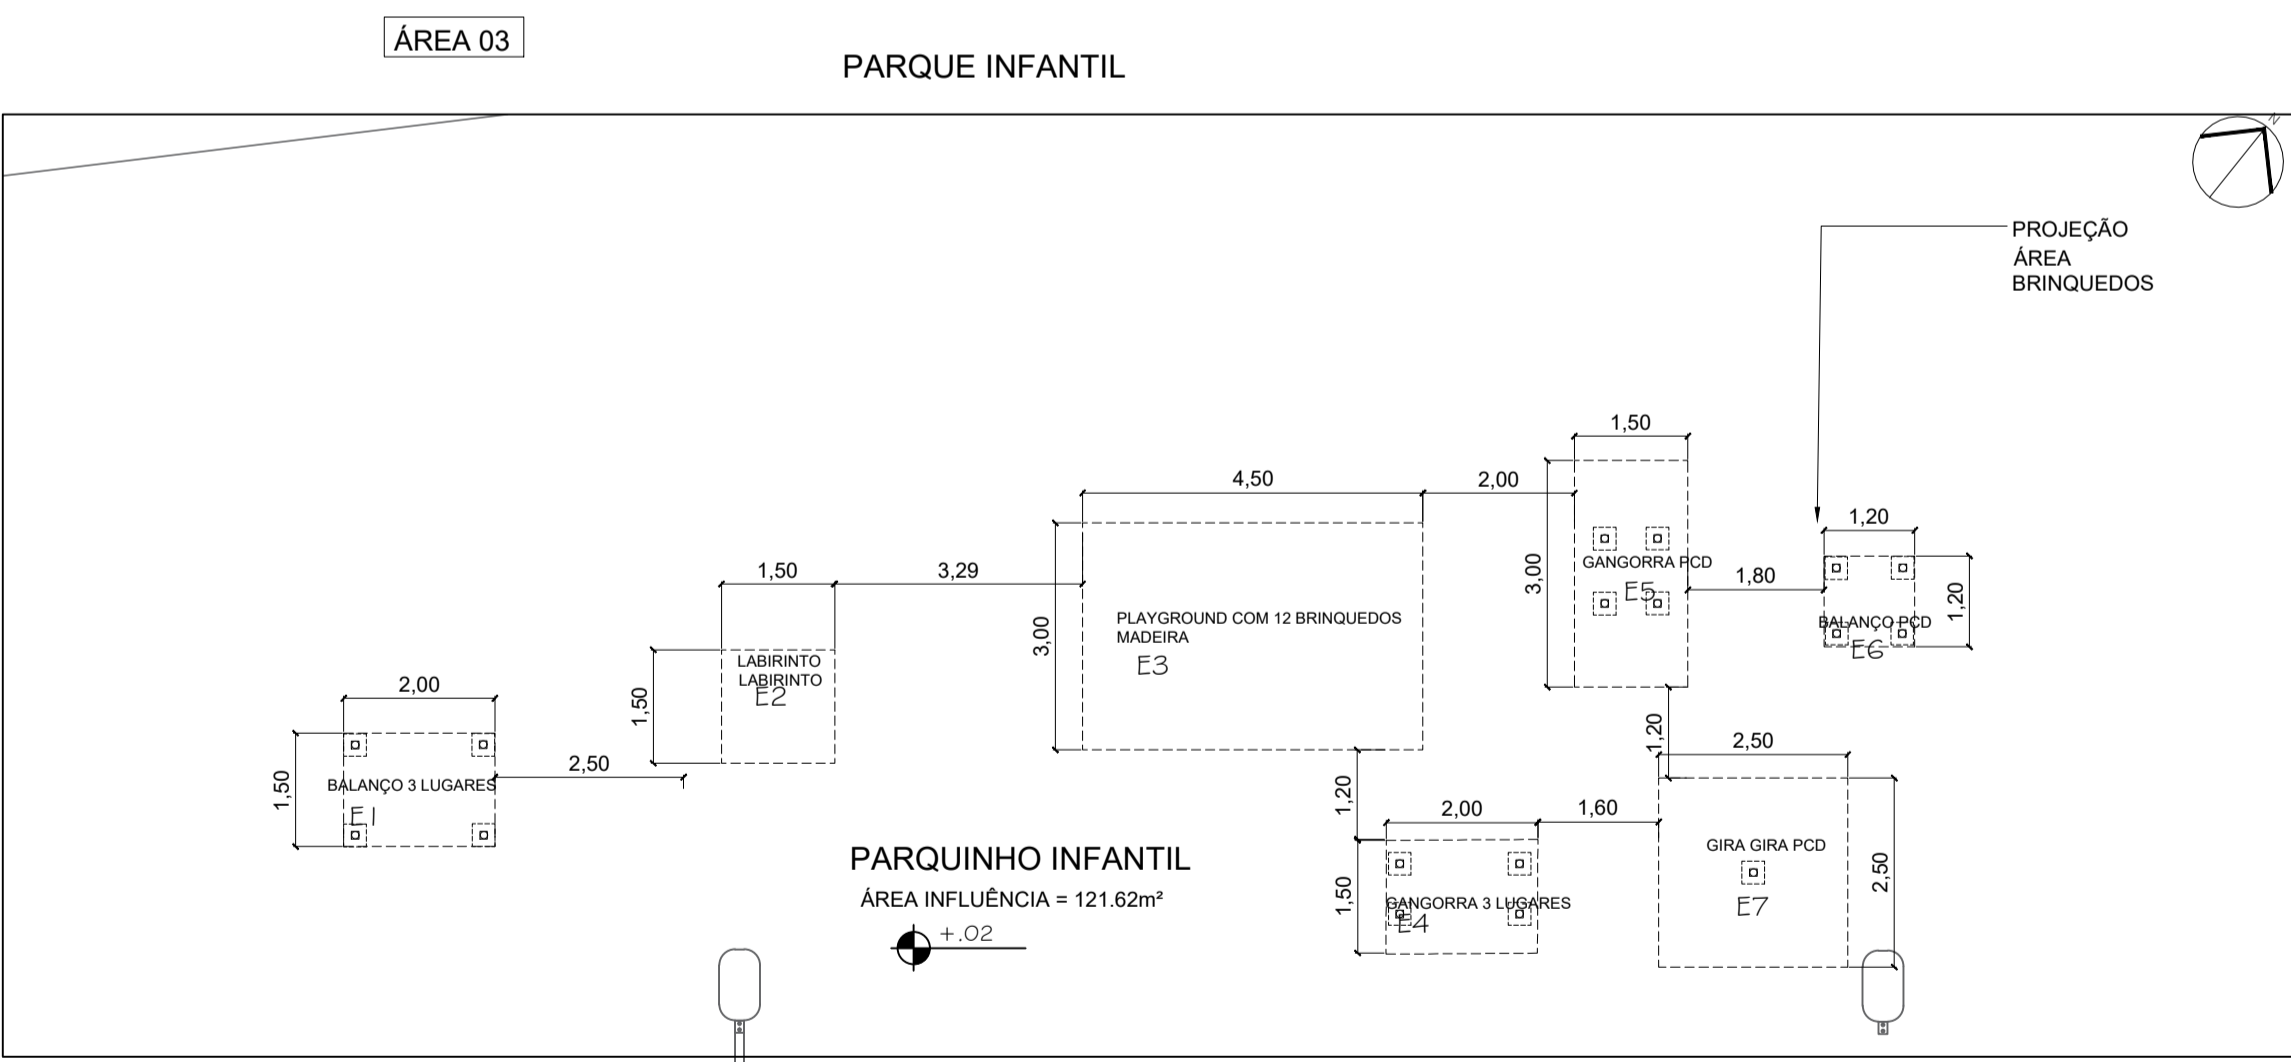 ÁREA 03
PARQUE INFANTIL
N
PROJEÇÃO
ÁREA
BRINQUEDOS
1,50
4,50
2,00
3,00
GANGORRA PCD
E5
1,20
1,80
1,20
BALANÇO PCD
E6
1,50
3,29
3,00
PLAYGROUND COM 12 BRINQUEDOS
MADEIRA
E3
LABIRINTO
LABIRINTO
E2
1,50
2,00
2,50
1,50
BALANÇO 3 LUGARES
E1
1,20
2,50
1,20
2,00
1,60
GIRA GIRA PCD
E7
2,50
1,50
GANGORRA 3 LUGARES
E4
PARQUINHO INFANTIL
ÁREA INFLUÊNCIA = 121.62m²
+.02